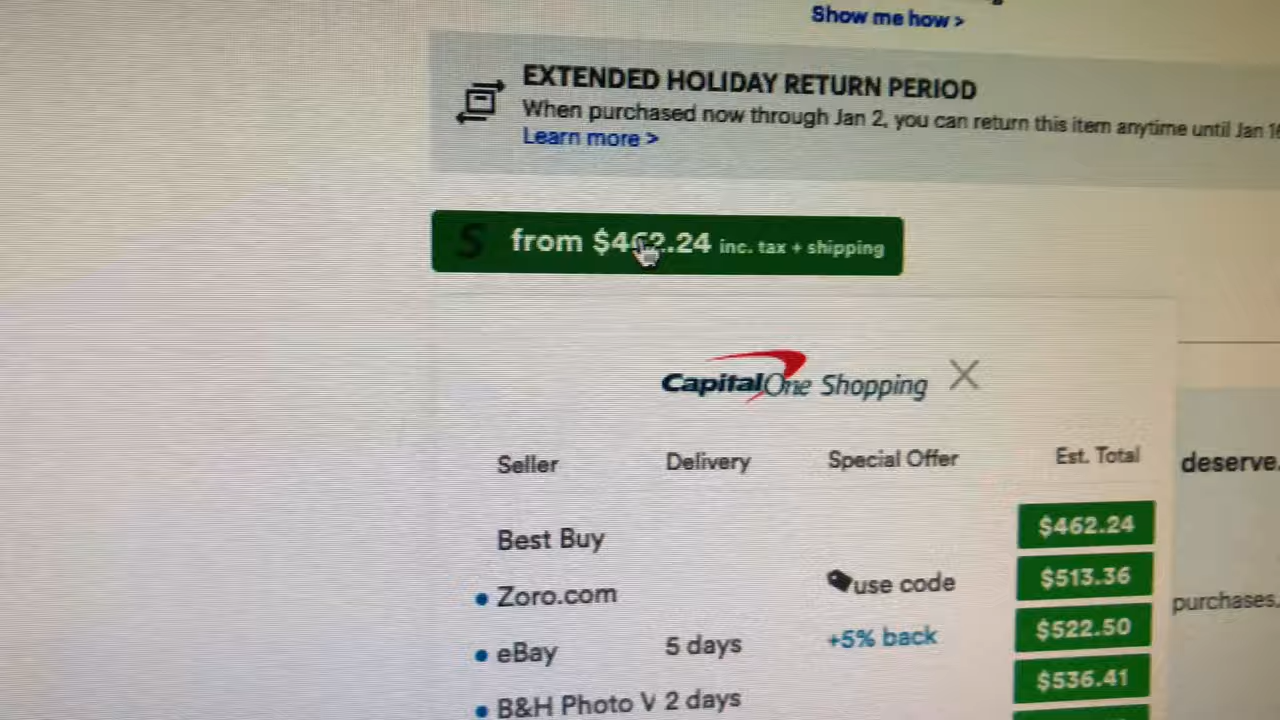 Show me how >
EXTENDED HOLIDAY RETURN PERIOD
When purchased now through Jan 2, you can return this item anytime until Jan
Learn more >
S from $462.24 inc. tax + shipping
CapitalOne Shopping
Seller Delivery Special Offer Est. Total
deserve.
Best Buy $462.24
Zoro.com use code $513.36
purchases.
eBay 5 days +5% back $522.50
B&H Photo V 2 days $536.41